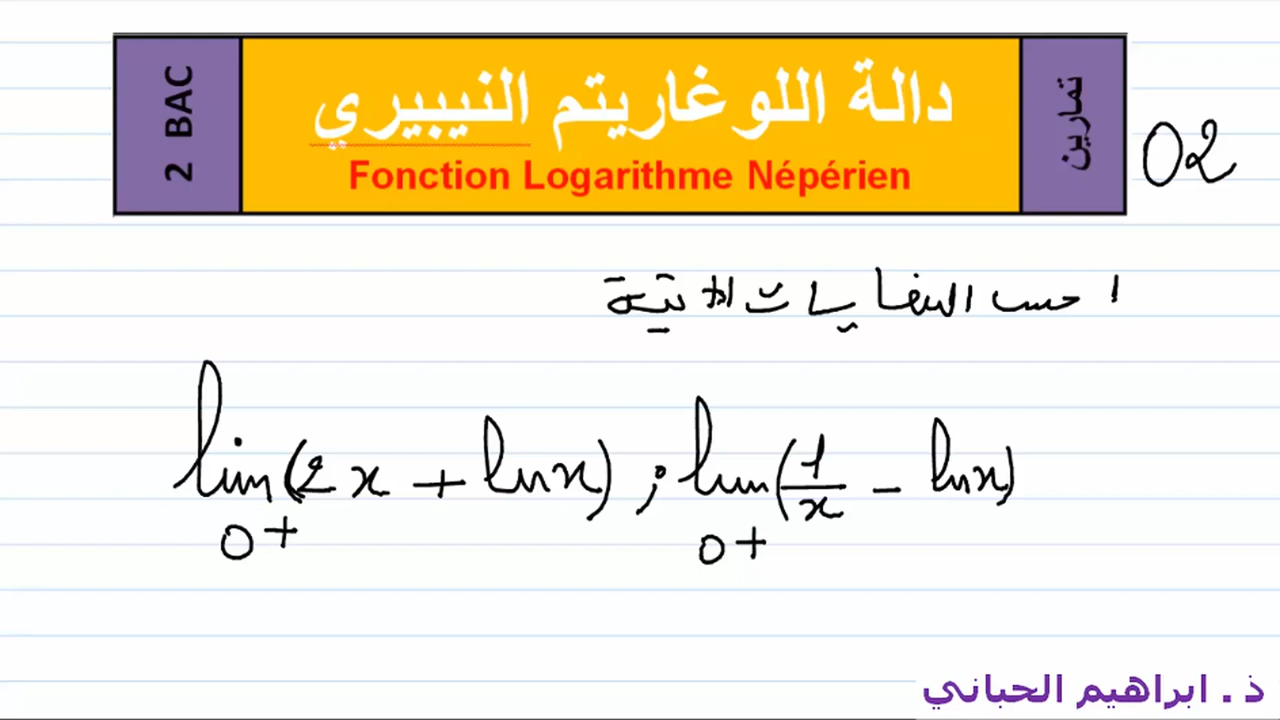 2 BAC
دالة اللوغاريتم النيبيري
Fonction Logarithme Népérien
تمارين
02
احسب النهايات الاتية
lim(2x + lnx) ; lim(1/x - lnx)
0+ 0+
ذ . ابراهيم الحباني